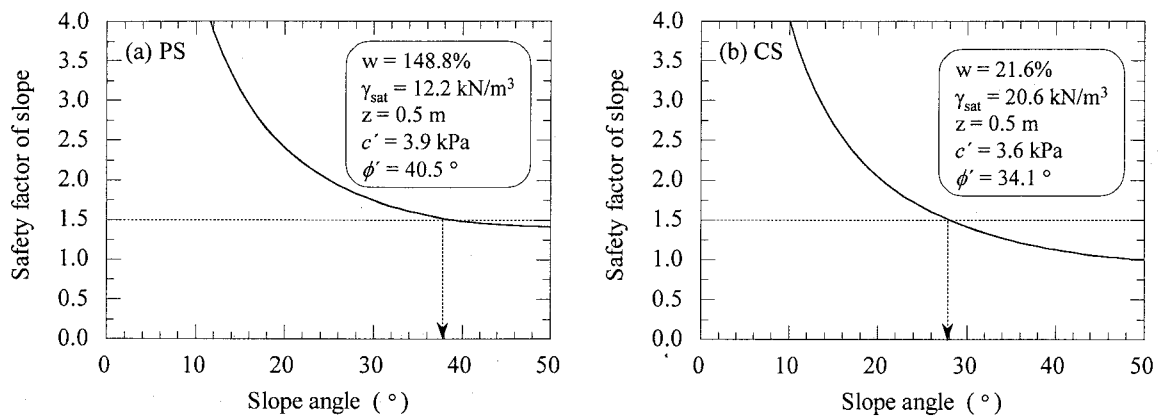 (a) PS
w = 148.8%
γsat = 12.2 kN/m³
z = 0.5 m
c′ = 3.9 kPa
ϕ′ = 40.5 °
Safety factor of slope
4.0
3.5
3.0
2.5
2.0
1.5
1.0
0.5
0.0
0 10 20 30 40 50
Slope angle ( ° )
(b) CS
w = 21.6%
γsat = 20.6 kN/m³
z = 0.5 m
c′ = 3.6 kPa
ϕ′ = 34.1 °
Safety factor of slope
4.0
3.5
3.0
2.5
2.0
1.5
1.0
0.5
0.0
0 10 20 30 40 50
Slope angle ( ° )